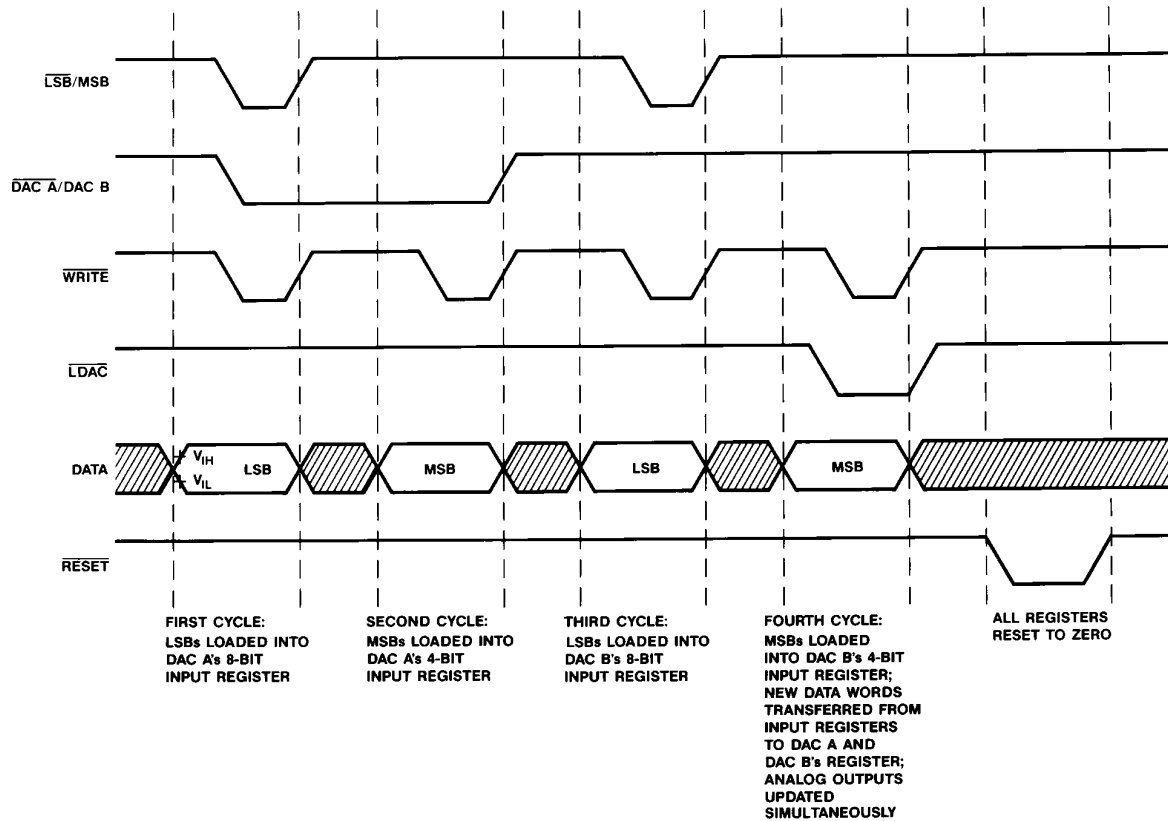 LSB/MSB
DAC A/DAC B
WRITE
LDAC
DATA
VIH
VIL
LSB
MSB
LSB
MSB
RESET
FIRST CYCLE:
LSBs LOADED INTO
DAC A's 8-BIT
INPUT REGISTER
SECOND CYCLE:
MSBs LOADED INTO
DAC A's 4-BIT
INPUT REGISTER
THIRD CYCLE:
LSBs LOADED INTO
DAC B's 8-BIT
INPUT REGISTER
FOURTH CYCLE:
MSBs LOADED
INTO DAC B's 4-BIT
INPUT REGISTER;
NEW DATA WORDS
TRANSFERRED FROM
INPUT REGISTERS
TO DAC A AND
DAC B's REGISTER;
ANALOG OUTPUTS
UPDATED
SIMULTANEOUSLY
ALL REGISTERS
RESET TO ZERO